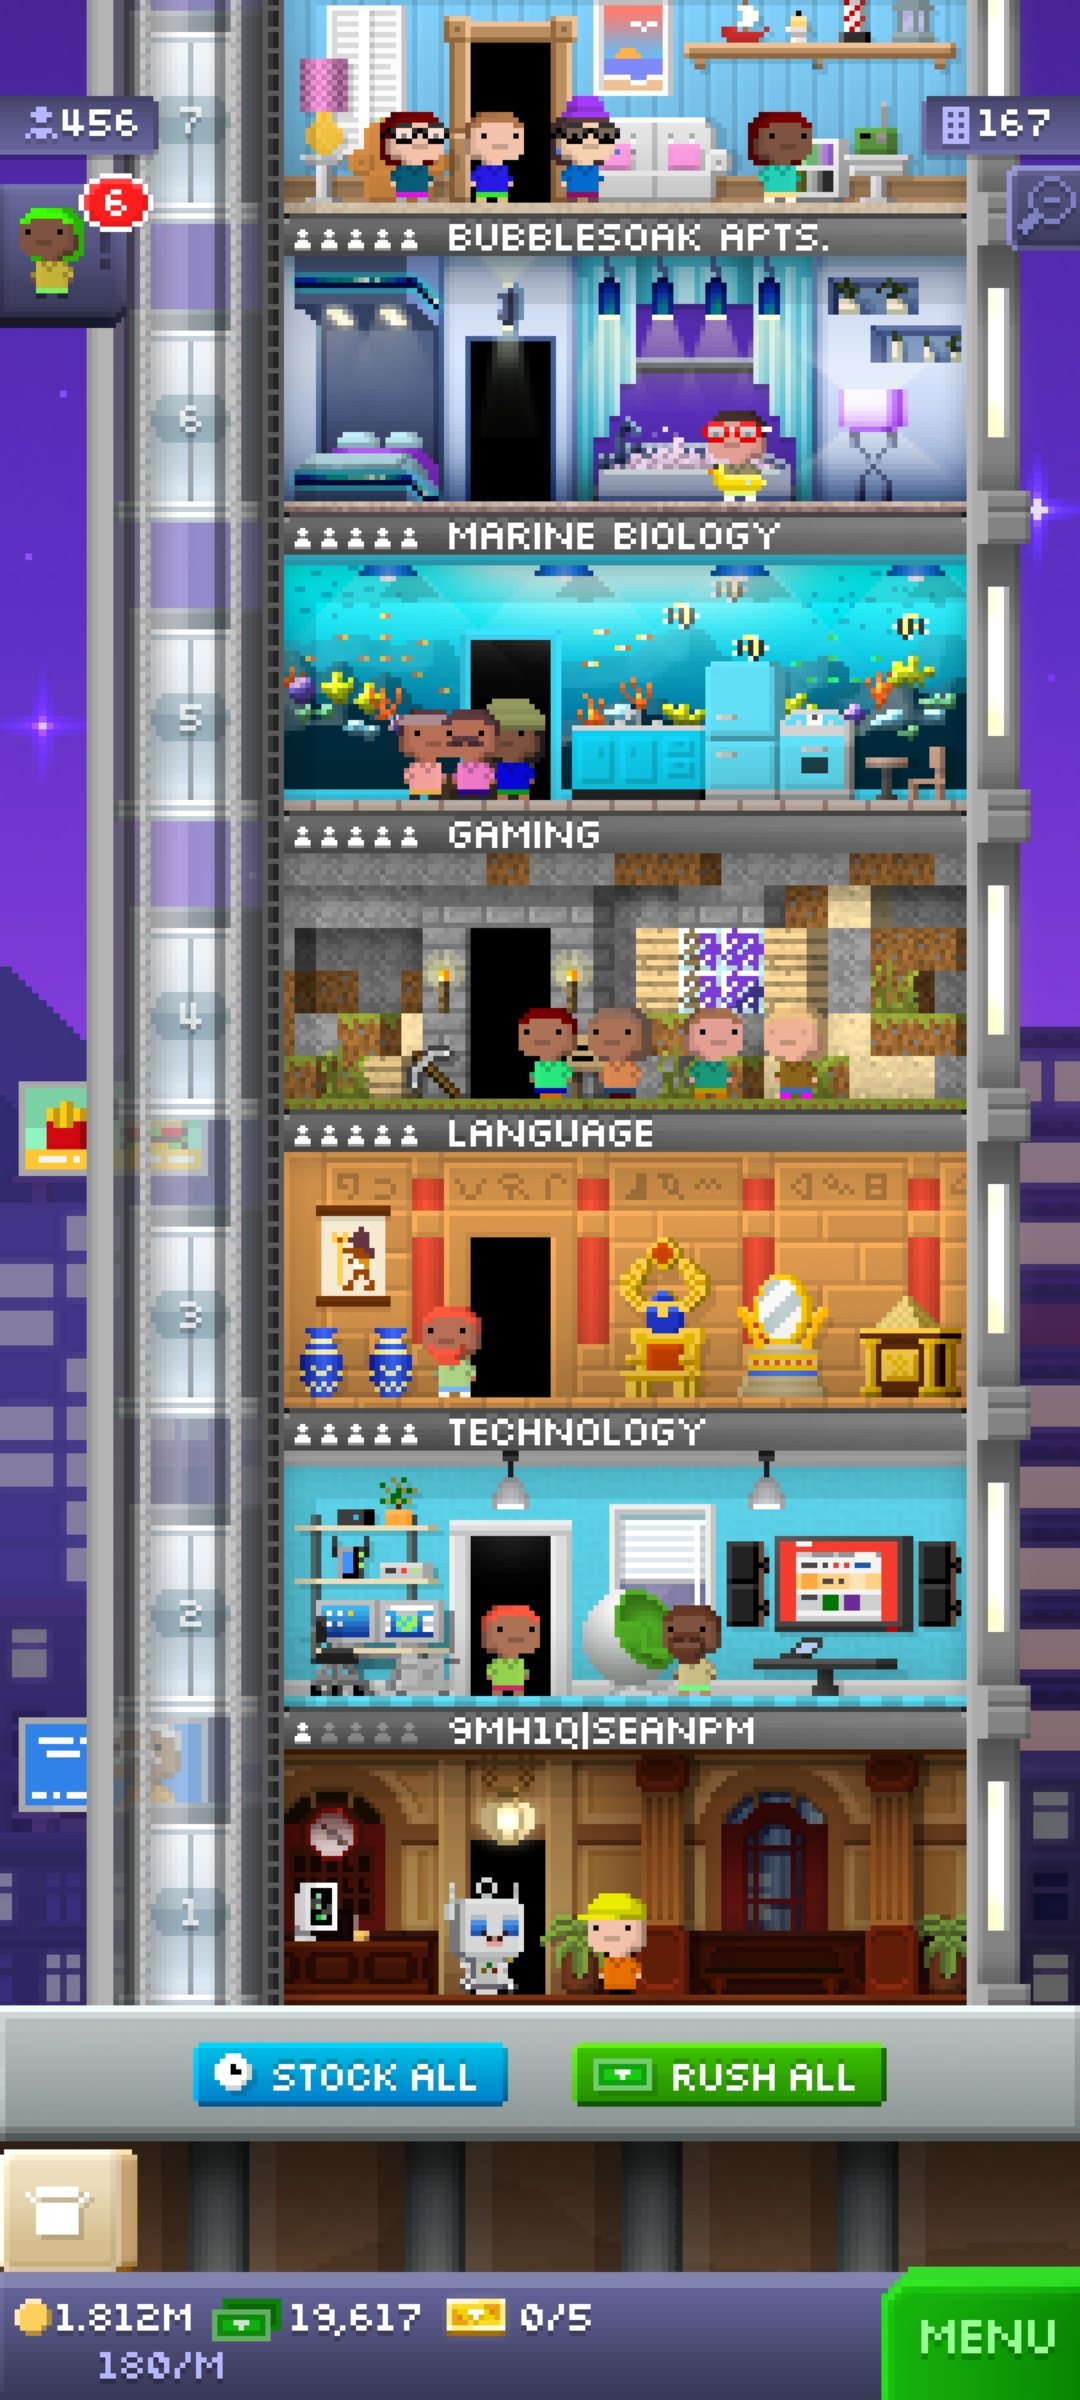 7
456
167
6
BUBBLESOAK APTS.
6
MARINE BIOLOGY
5
GAMING
4
LANGUAGE
3
TECHNOLOGY
2
9MH1Q|SEANPM
1
STOCK ALL
RUSH ALL
1.812M
19,617
0/5
180/M
MENU